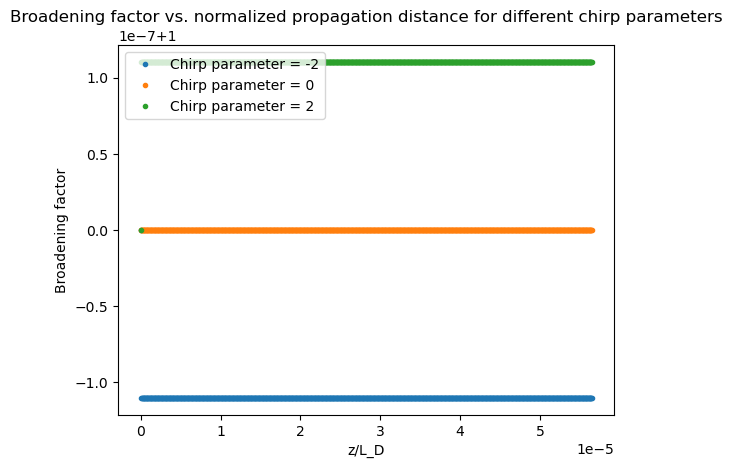 Broadening factor vs. normalized propagation distance for different chirp parameters
1e−7+1
Chirp parameter = -2
Chirp parameter = 0
Chirp parameter = 2
1.0
0.5
0.0
−0.5
−1.0
Broadening factor
0 1 2 3 4 5
1e−5
z/L_D